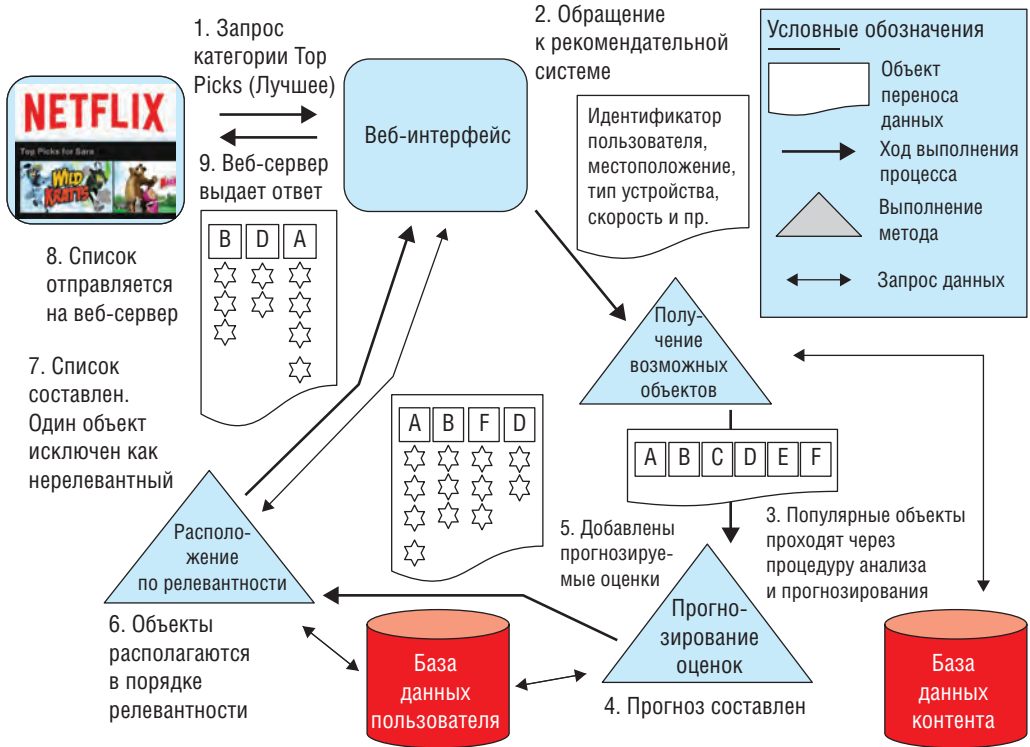 1. Запрос
категории Top
Picks (Лучшее)
2. Обращение
к рекомендательной
системе
Условные обозначения
Объект
переноса
данных
Ход выполнения
процесса
Выполнение
метода
Запрос данных
NETFLIX
Top Picks for Sara
WILD
KRATTS
Веб-интерфейс
Идентификатор
пользователя,
местоположение,
тип устройства,
скорость и пр.
9. Веб-сервер
выдает ответ
B D A
8. Список
отправляется
на веб-сервер
7. Список
составлен.
Один объект
исключен как
нерелевантный
Полу-
чение
возможных
объектов
A B F D
A B C D E F
Располо-
жение
по релевантности
5. Добавлены
прогнозируе-
мые оценки
3. Популярные объекты
проходят через
процедуру анализа
и прогнозирования
6. Объекты
располагаются
в порядке
релевантности
Прогно-
зирование
оценок
База
данных
пользователя
4. Прогноз составлен
База
данных
контента